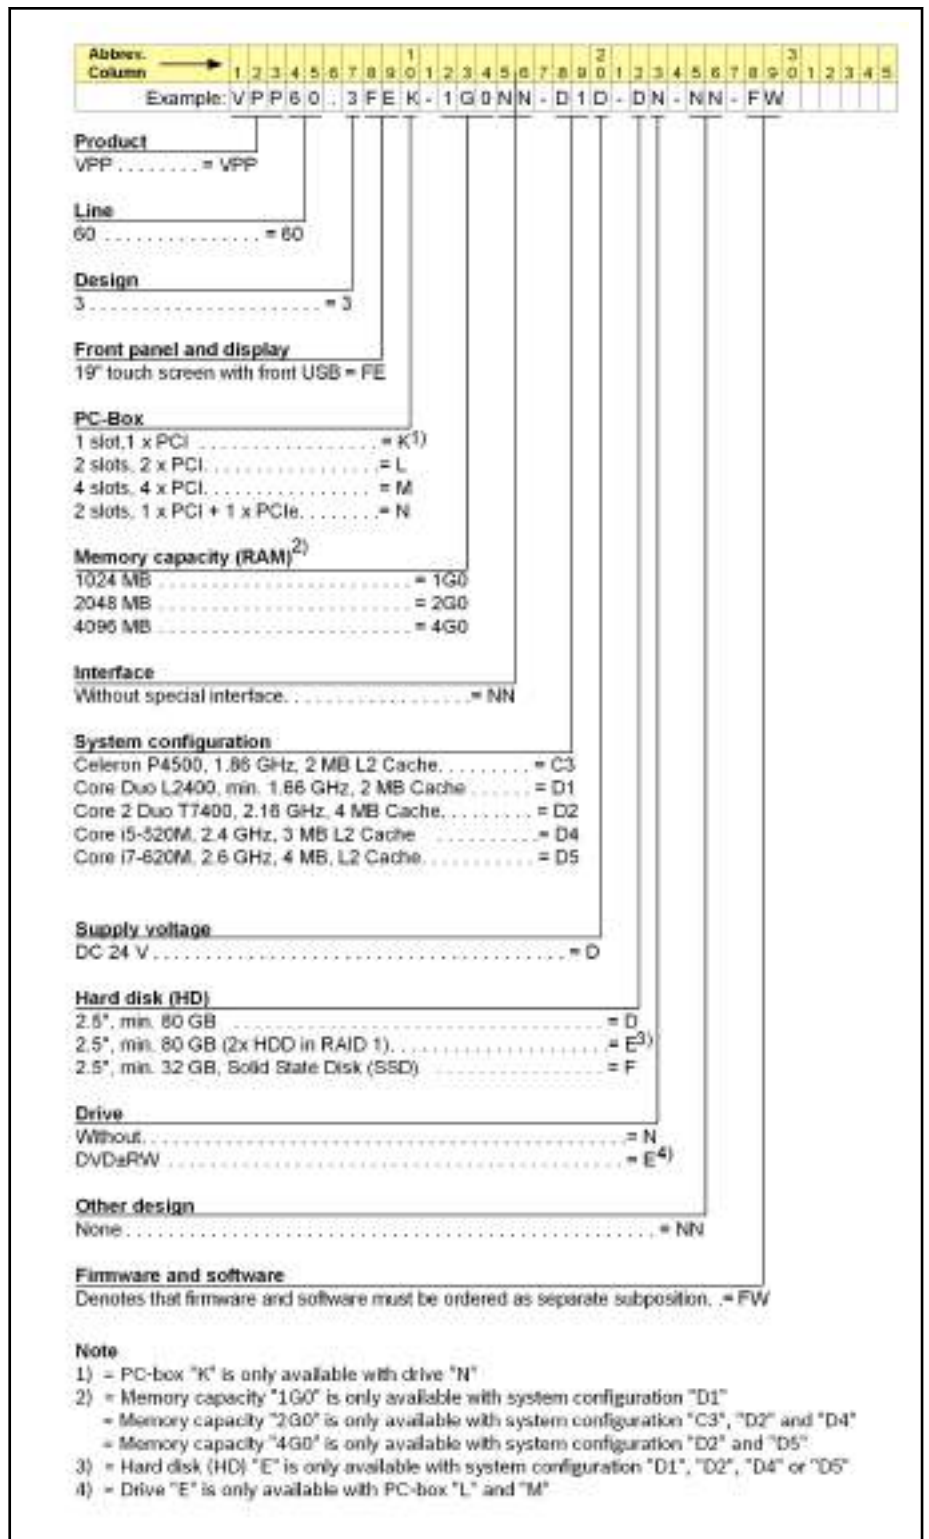 Abbrev. 1 2 3
Column 1 2 3 4 5 6 7 8 9 0 1 2 3 4 5 6 7 8 9 0 1 2 3 4 5 6 7 8 9 0 1 2 3 4 5
Example: V P P 6 0 . 3 F E K - 1 G 0 N N - D 1 D - D N - N N - F W
Product
VPP . . . . . . . . = VPP
Line
60 . . . . . . . . . . . . . . . = 60
Design
3 . . . . . . . . . . . . . . . . . . . . . . = 3
Front panel and display
19" touch screen with front USB = FE
PC-Box
1 slot,1 x PCI . . . . . . . . . . . . . . . . . = K1)
2 slots, 2 x PCI. . . . . . . . . . . . . . . . = L
4 slots, 4 x PCI. . . . . . . . . . . . . . . . = M
2 slots, 1 x PCI + 1 x PCIe. . . . . . . .= N
Memory capacity (RAM)2)
1024 MB . . . . . . . . . . . . . . . . . . . . . . . . = 1G0
2048 MB . . . . . . . . . . . . . . . . . . . . . . . . = 2G0
4096 MB . . . . . . . . . . . . . . . . . . . . . . . . = 4G0
Interface
Without special interface. . . . . . . . . . . . . . . . . .= NN
System configuration
Celeron P4500, 1.86 GHz, 2 MB L2 Cache. . . . . . . . . = C3
Core Duo L2400, min. 1.66 GHz, 2 MB Cache . . . . . . = D1
Core 2 Duo T7400, 2.16 GHz, 4 MB Cache. . . . . . . . . = D2
Core i5-520M, 2.4 GHz, 3 MB L2 Cache . . . . . . . . . .= D4
Core i7-620M, 2.6 GHz, 4 MB, L2 Cache. . . . . . . . . . . = D5
Supply voltage
DC 24 V . . . . . . . . . . . . . . . . . . . . . . . . . . . . . . . . . . . . . . . = D
Hard disk (HD)
2.5", min. 80 GB . . . . . . . . . . . . . . . . . . . . . . . . . . . . . . . . . . . = D
2.5", min. 80 GB (2x HDD in RAID 1). . . . . . . . . . . . . . . . . . . . . = E3)
2.5", min. 32 GB, Solid State Disk (SSD) . . . . . . . . . . . . . . . . . = F
Drive
Without. . . . . . . . . . . . . . . . . . . . . . . . . . . . . . . . . . . . . . . . . . . . . = N
DVD±RW . . . . . . . . . . . . . . . . . . . . . . . . . . . . . . . . . . . . . . . . . . . = E4)
Other design
None . . . . . . . . . . . . . . . . . . . . . . . . . . . . . . . . . . . . . . . . . . . . . . . . . . . = NN
Firmware and software
Denotes that firmware and software must be ordered as separate subposition. .= FW
Note
1) = PC-box "K" is only available with drive "N"
2) = Memory capacity "1G0" is only available with system configuration "D1"
= Memory capacity "2G0" is only available with system configuration "C3", "D2" and "D4"
= Memory capacity "4G0" is only available with system configuration "D2" and "D5"
3) = Hard disk (HD) "E" is only available with system configuration "D1", "D2", "D4" or "D5"
4) = Drive "E" is only available with PC-box "L" and "M"